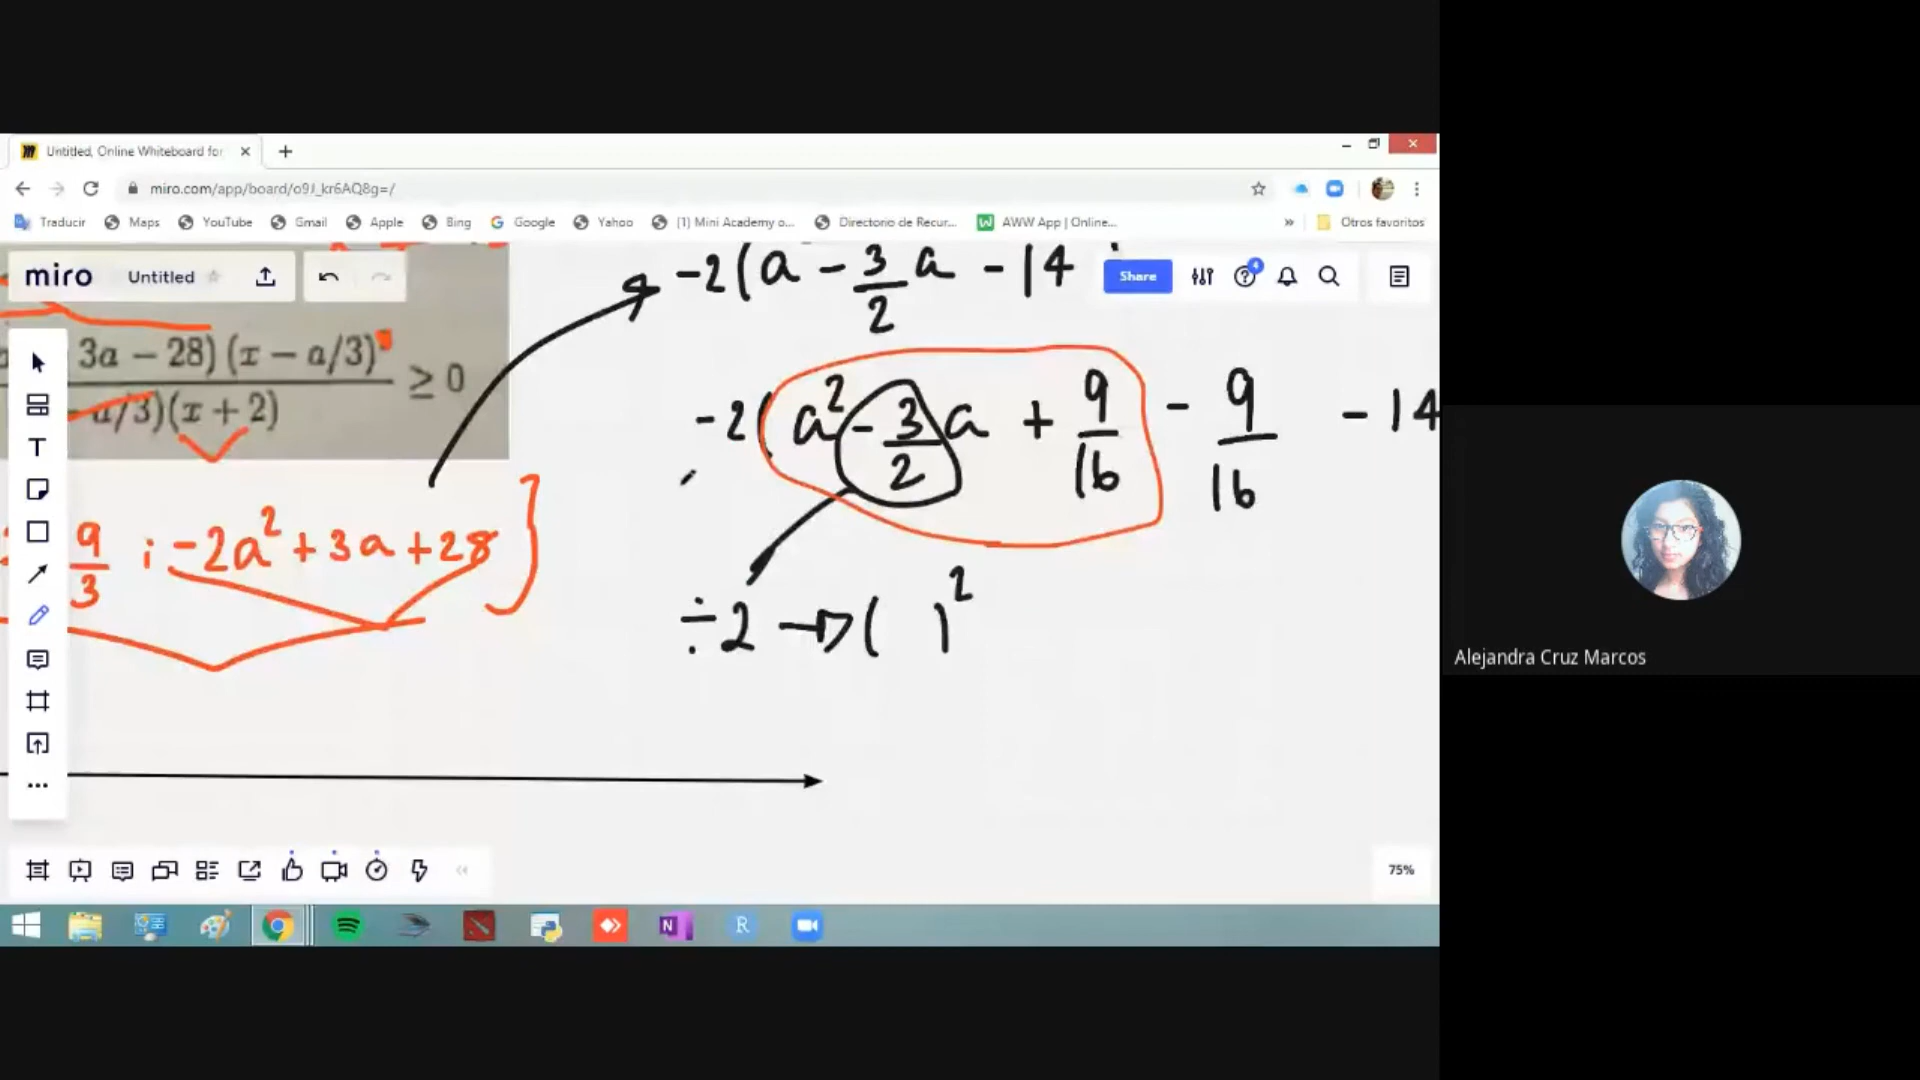 Untitled, Online Whiteboard for
miro.com/app/board/o9J_kr6AQ8g=/
Traducir Maps YouTube Gmail Apple Bing Google Yahoo (1) Mini Academy o... Directorio de Recur... AWW App | Online... » Otros favoritos
miro Untitled Share 4
-2(a - 3/2 a - 14
3a - 28) (x - a/3)
≥ 0
a/3)(x + 2)
-2(a² - 3/2 a + 9/16 - 9/16 - 14
9/3 ; -2a² + 3a + 28
÷2 → ( )²
Alejandra Cruz Marcos
75%